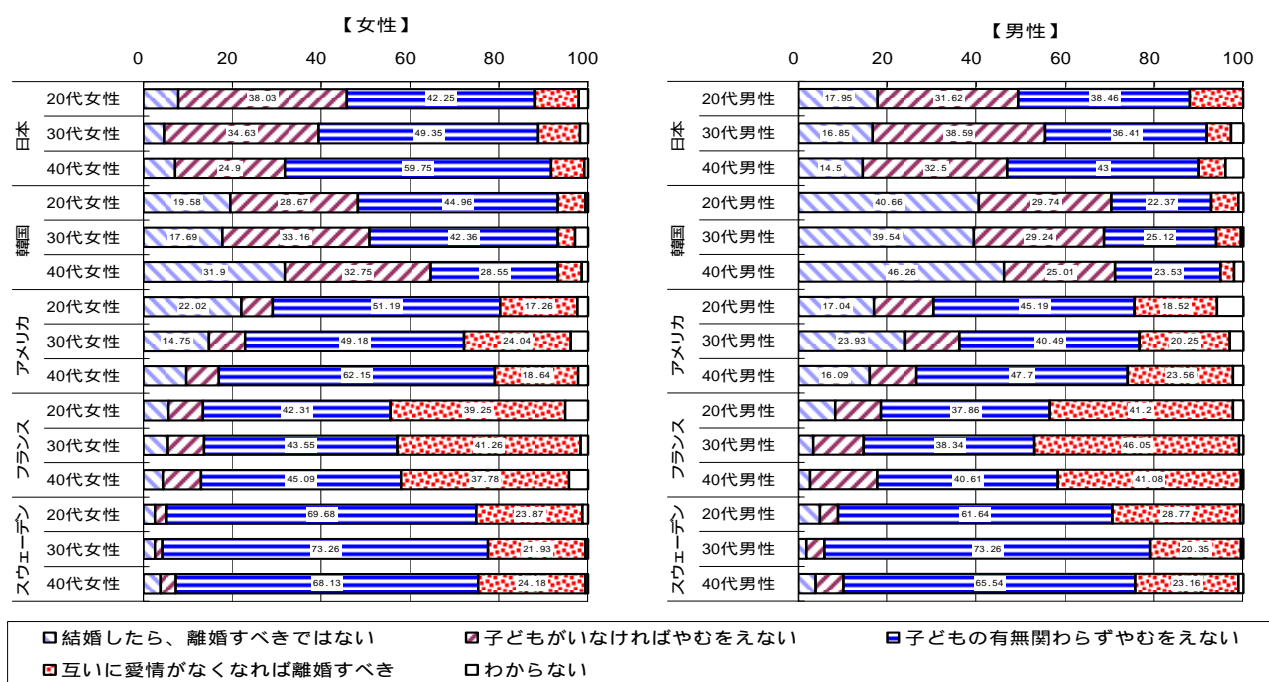 【女性】
【男性】
0 20 40 60 80 100
0 20 40 60 80 100
日本
20代女性 38.03 42.25
30代女性 34.63 49.35
40代女性 24.9 59.75
韓国
20代女性 19.58 28.67 44.96
30代女性 17.69 33.16 42.36
40代女性 31.9 32.75 28.55
アメリカ
20代女性 22.02 51.19 17.26
30代女性 14.75 49.18 24.04
40代女性 62.15 18.64
フランス
20代女性 42.31 39.25
30代女性 43.55 41.26
40代女性 45.09 37.78
スウェーデン
20代女性 69.68 23.87
30代女性 73.26 21.93
40代女性 68.13 24.18
日本
20代男性 17.95 31.62 38.46
30代男性 16.85 38.59 36.41
40代男性 14.5 32.5 43
韓国
20代男性 40.66 29.74 22.37
30代男性 39.54 29.24 25.12
40代男性 46.26 25.01 23.53
アメリカ
20代男性 17.04 45.19 18.52
30代男性 23.93 40.49 20.25
40代男性 16.09 47.7 23.56
フランス
20代男性 37.86 41.2
30代男性 38.34 46.05
40代男性 40.61 41.08
スウェーデン
20代男性 61.64 28.77
30代男性 73.26 20.35
40代男性 65.54 23.16
結婚したら、離婚すべきではない 子どもがいなければやむをえない 子どもの有無関わらずやむをえない
互いに愛情がなくなれば離婚すべき わからない